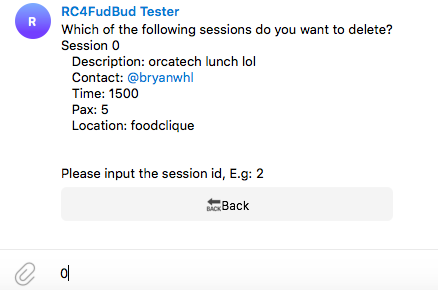 RC4FudBud Tester
R
Which of the following sessions do you want to delete?
Session 0
Description: orcatech lunch lol
Contact: @bryanwhl
Time: 1500
Pax: 5
Location: foodclique
Please input the session id, E.g: 2
BACK Back
0